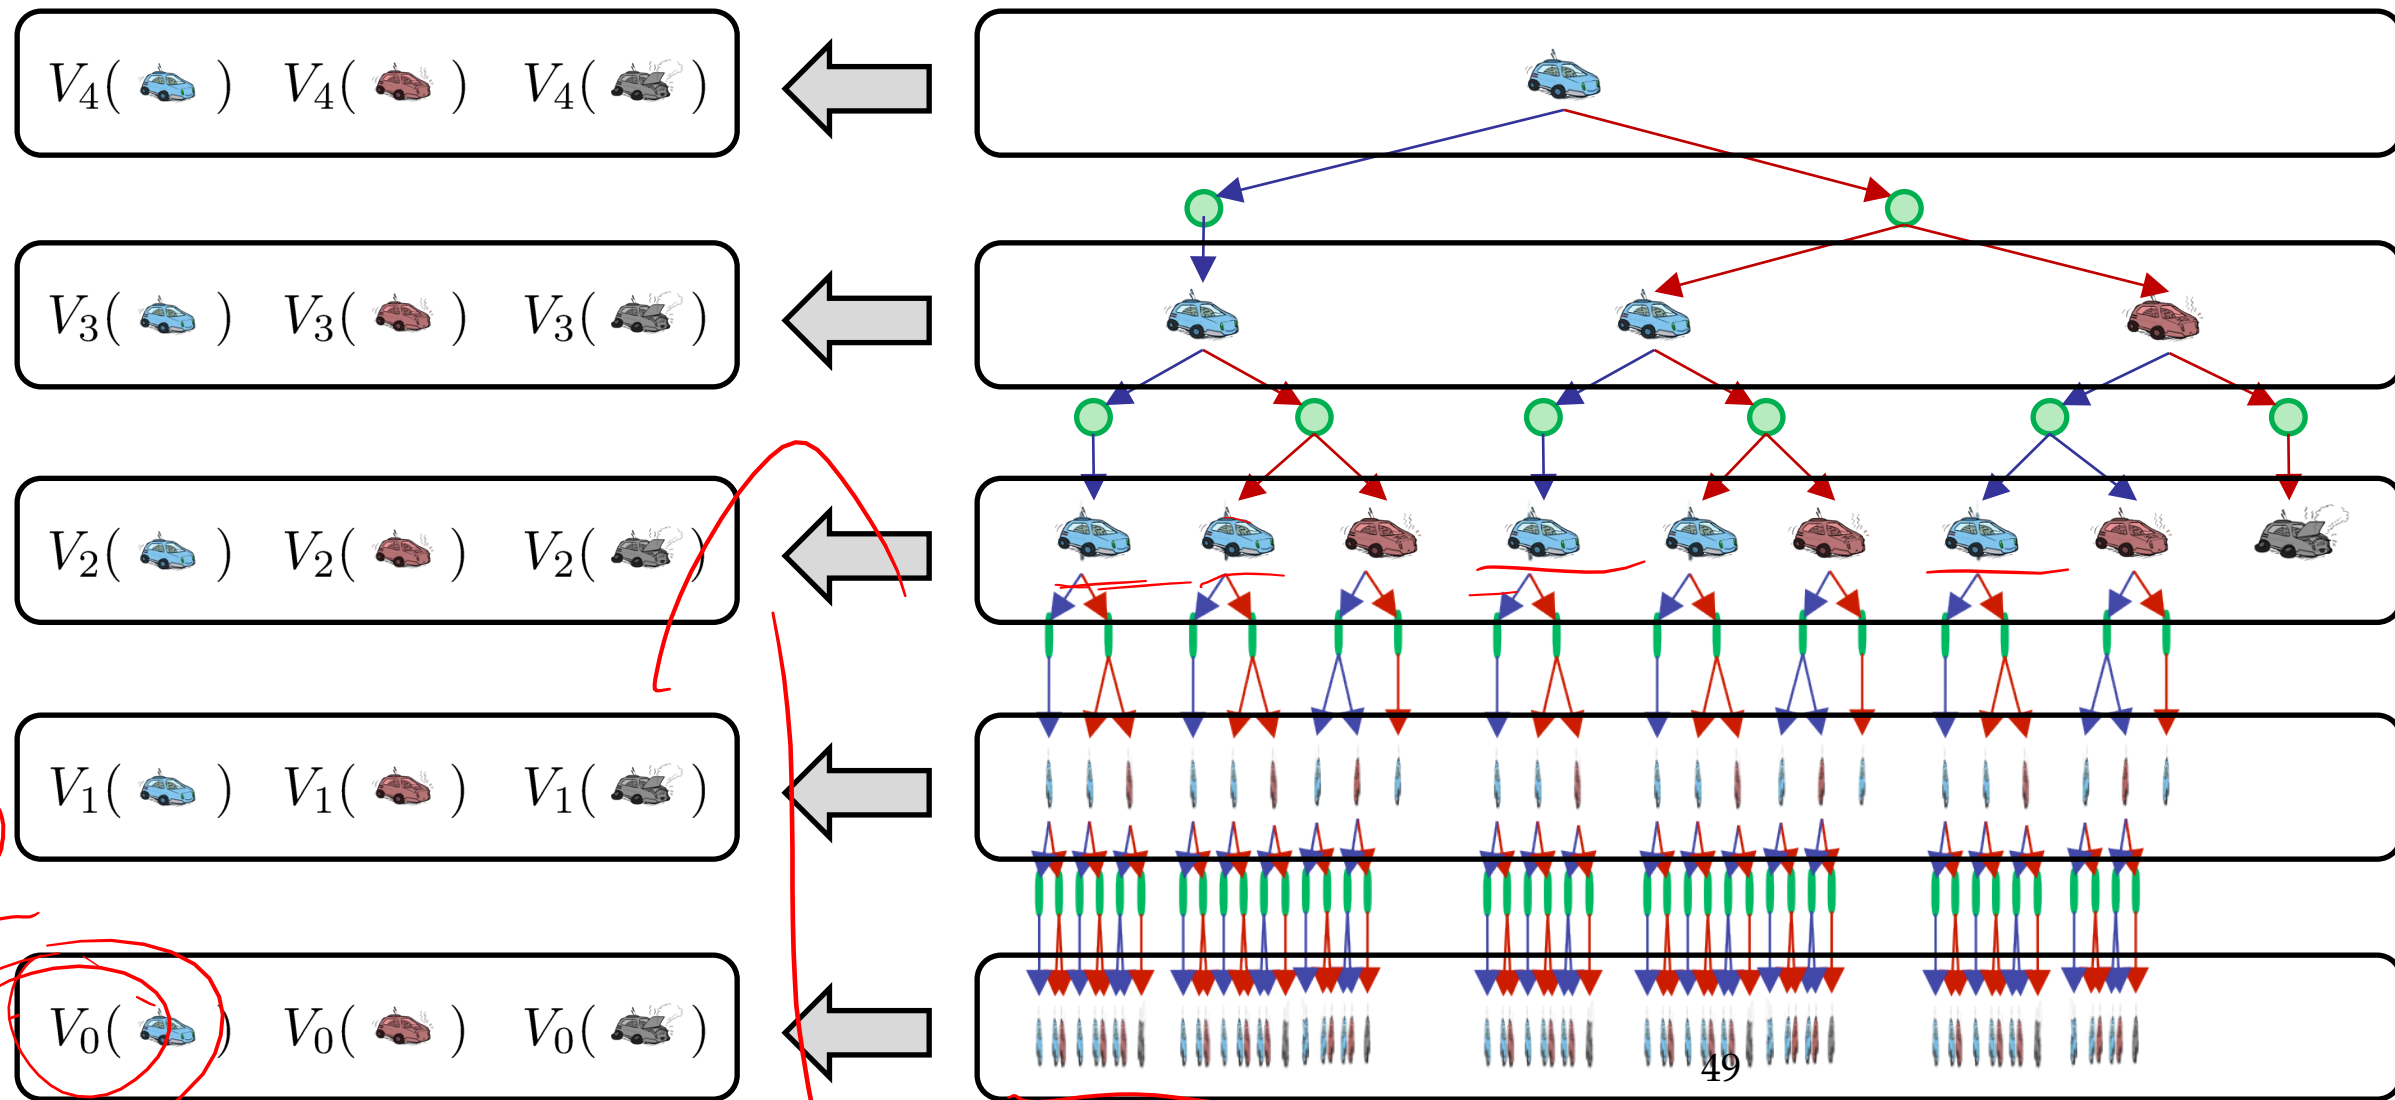 V₄( ) V₄( ) V₄( )
V₃( ) V₃( ) V₃( )
V₂( ) V₂( ) V₂( )
V₁( ) V₁( ) V₁( )
V₀( ) V₀( ) V₀( )
49